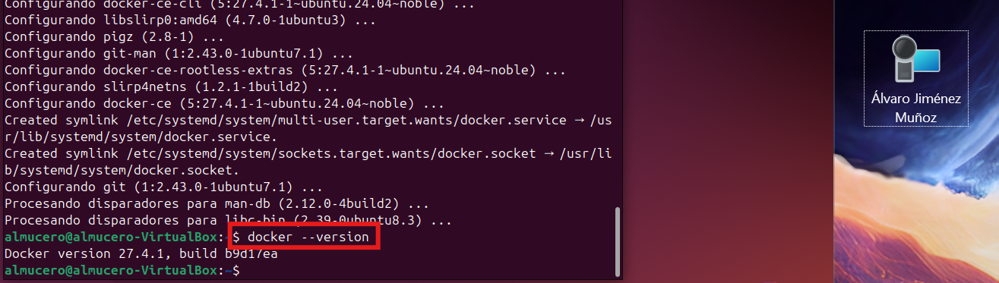 Configurando docker-ce-cli (5:27.4.1-1~ubuntu.24.04~noble) ...
Configurando libslirp0:amd64 (4.7.0-1ubuntu3) ...
Configurando pigz (2.8-1) ...
Configurando git-man (1:2.43.0-1ubuntu7.1) ...
Configurando docker-ce-rootless-extras (5:27.4.1-1~ubuntu.24.04~noble) ...
Configurando slirp4netns (1.2.1-1build2) ...
Configurando docker-ce (5:27.4.1-1~ubuntu.24.04~noble) ...
Created symlink /etc/systemd/system/multi-user.target.wants/docker.service → /us
r/lib/systemd/system/docker.service.
Created symlink /etc/systemd/system/sockets.target.wants/docker.socket → /usr/li
b/systemd/system/docker.socket.
Configurando git (1:2.43.0-1ubuntu7.1) ...
Procesando disparadores para man-db (2.12.0-4build2) ...
Procesando disparadores para libc-bin (2.39-0ubuntu8.3) ...
almucero@almucero-VirtualBox:~$ docker --version
Docker version 27.4.1, build b9d17ea
almucero@almucero-VirtualBox:~$
Álvaro Jiménez
Muñoz